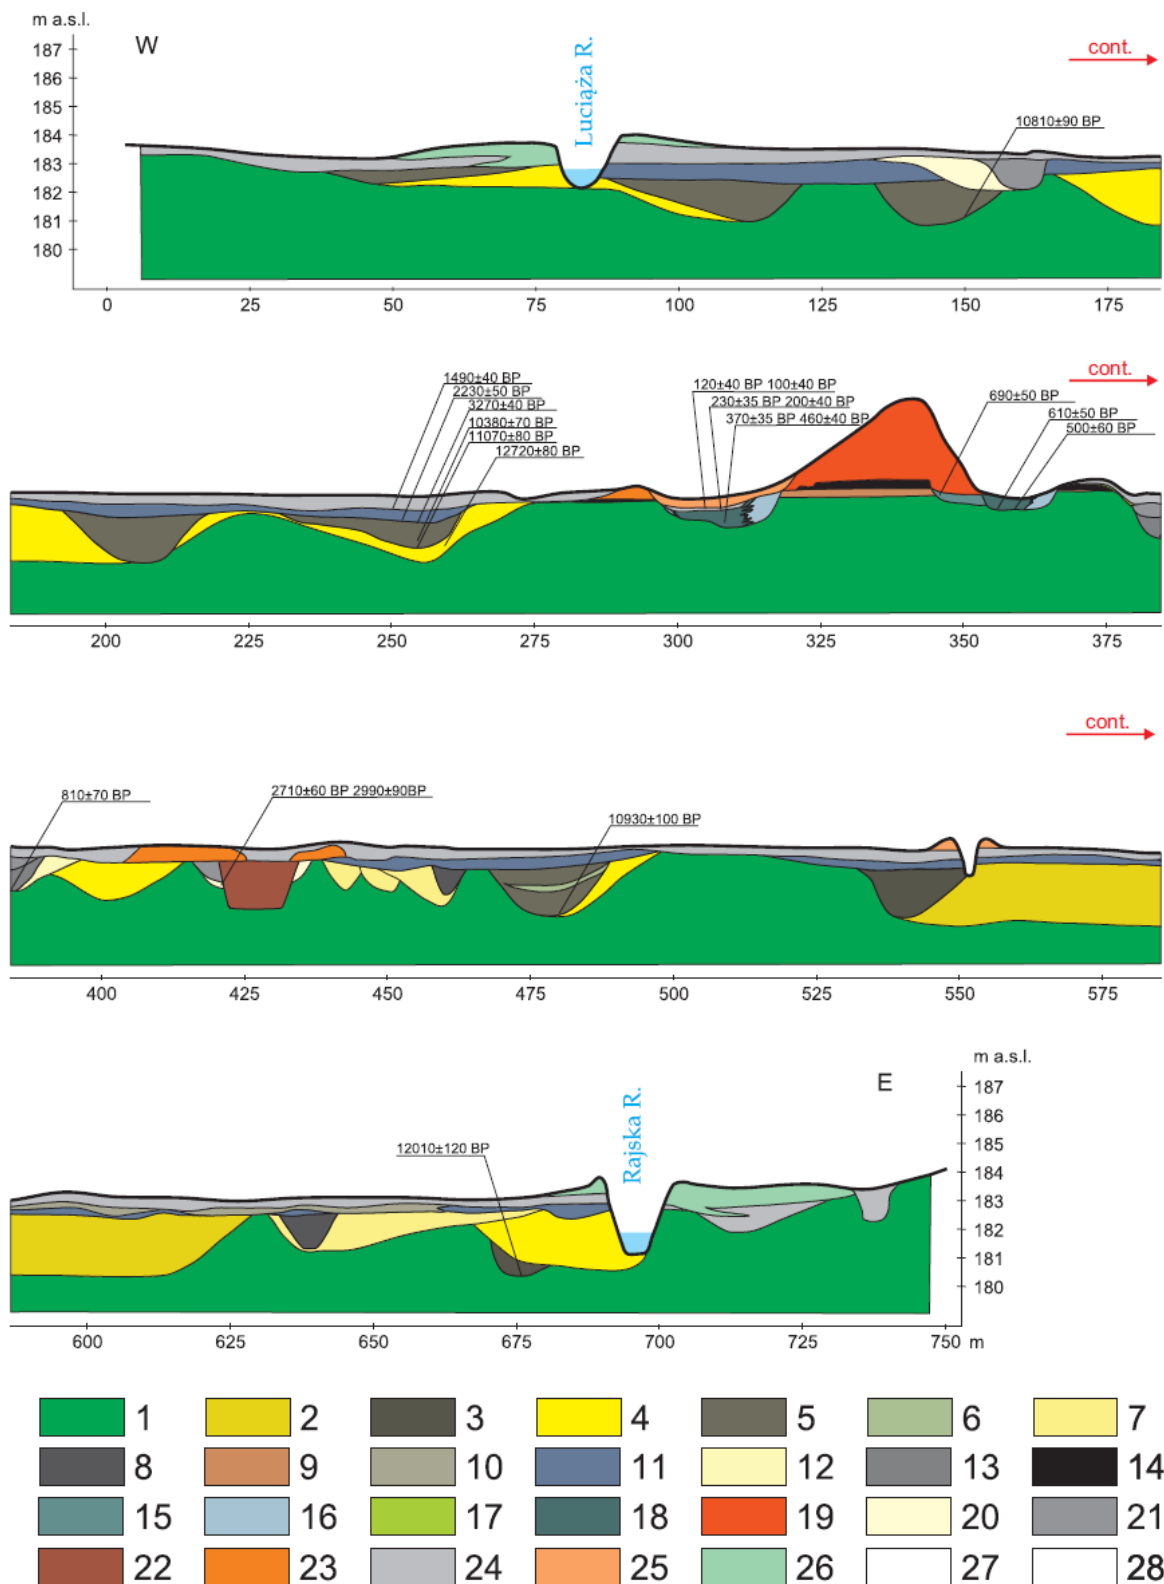 m a.s.l.
W
Luciąża R.
cont.
187
186
185
184
183
182
181
180
10810±90 BP
0 25 50 75 100 125 150 175
cont.
1490±40 BP
2230±50 BP
3270±40 BP
10380±70 BP
11070±80 BP
12720±80 BP
120±40 BP 100±40 BP
230±35 BP 200±40 BP
370±35 BP 460±40 BP
690±50 BP
610±50 BP
500±60 BP
200 225 250 275 300 325 350 375
cont.
810±70 BP
2710±60 BP 2990±90BP
10930±100 BP
400 425 450 475 500 525 550 575
m a.s.l.
E
Rajska R.
187
186
185
184
183
182
181
180
12010±120 BP
600 625 650 675 700 725 750 m
1 2 3 4 5 6 7
8 9 10 11 12 13 14
15 16 17 18 19 20 21
22 23 24 25 26 27 28